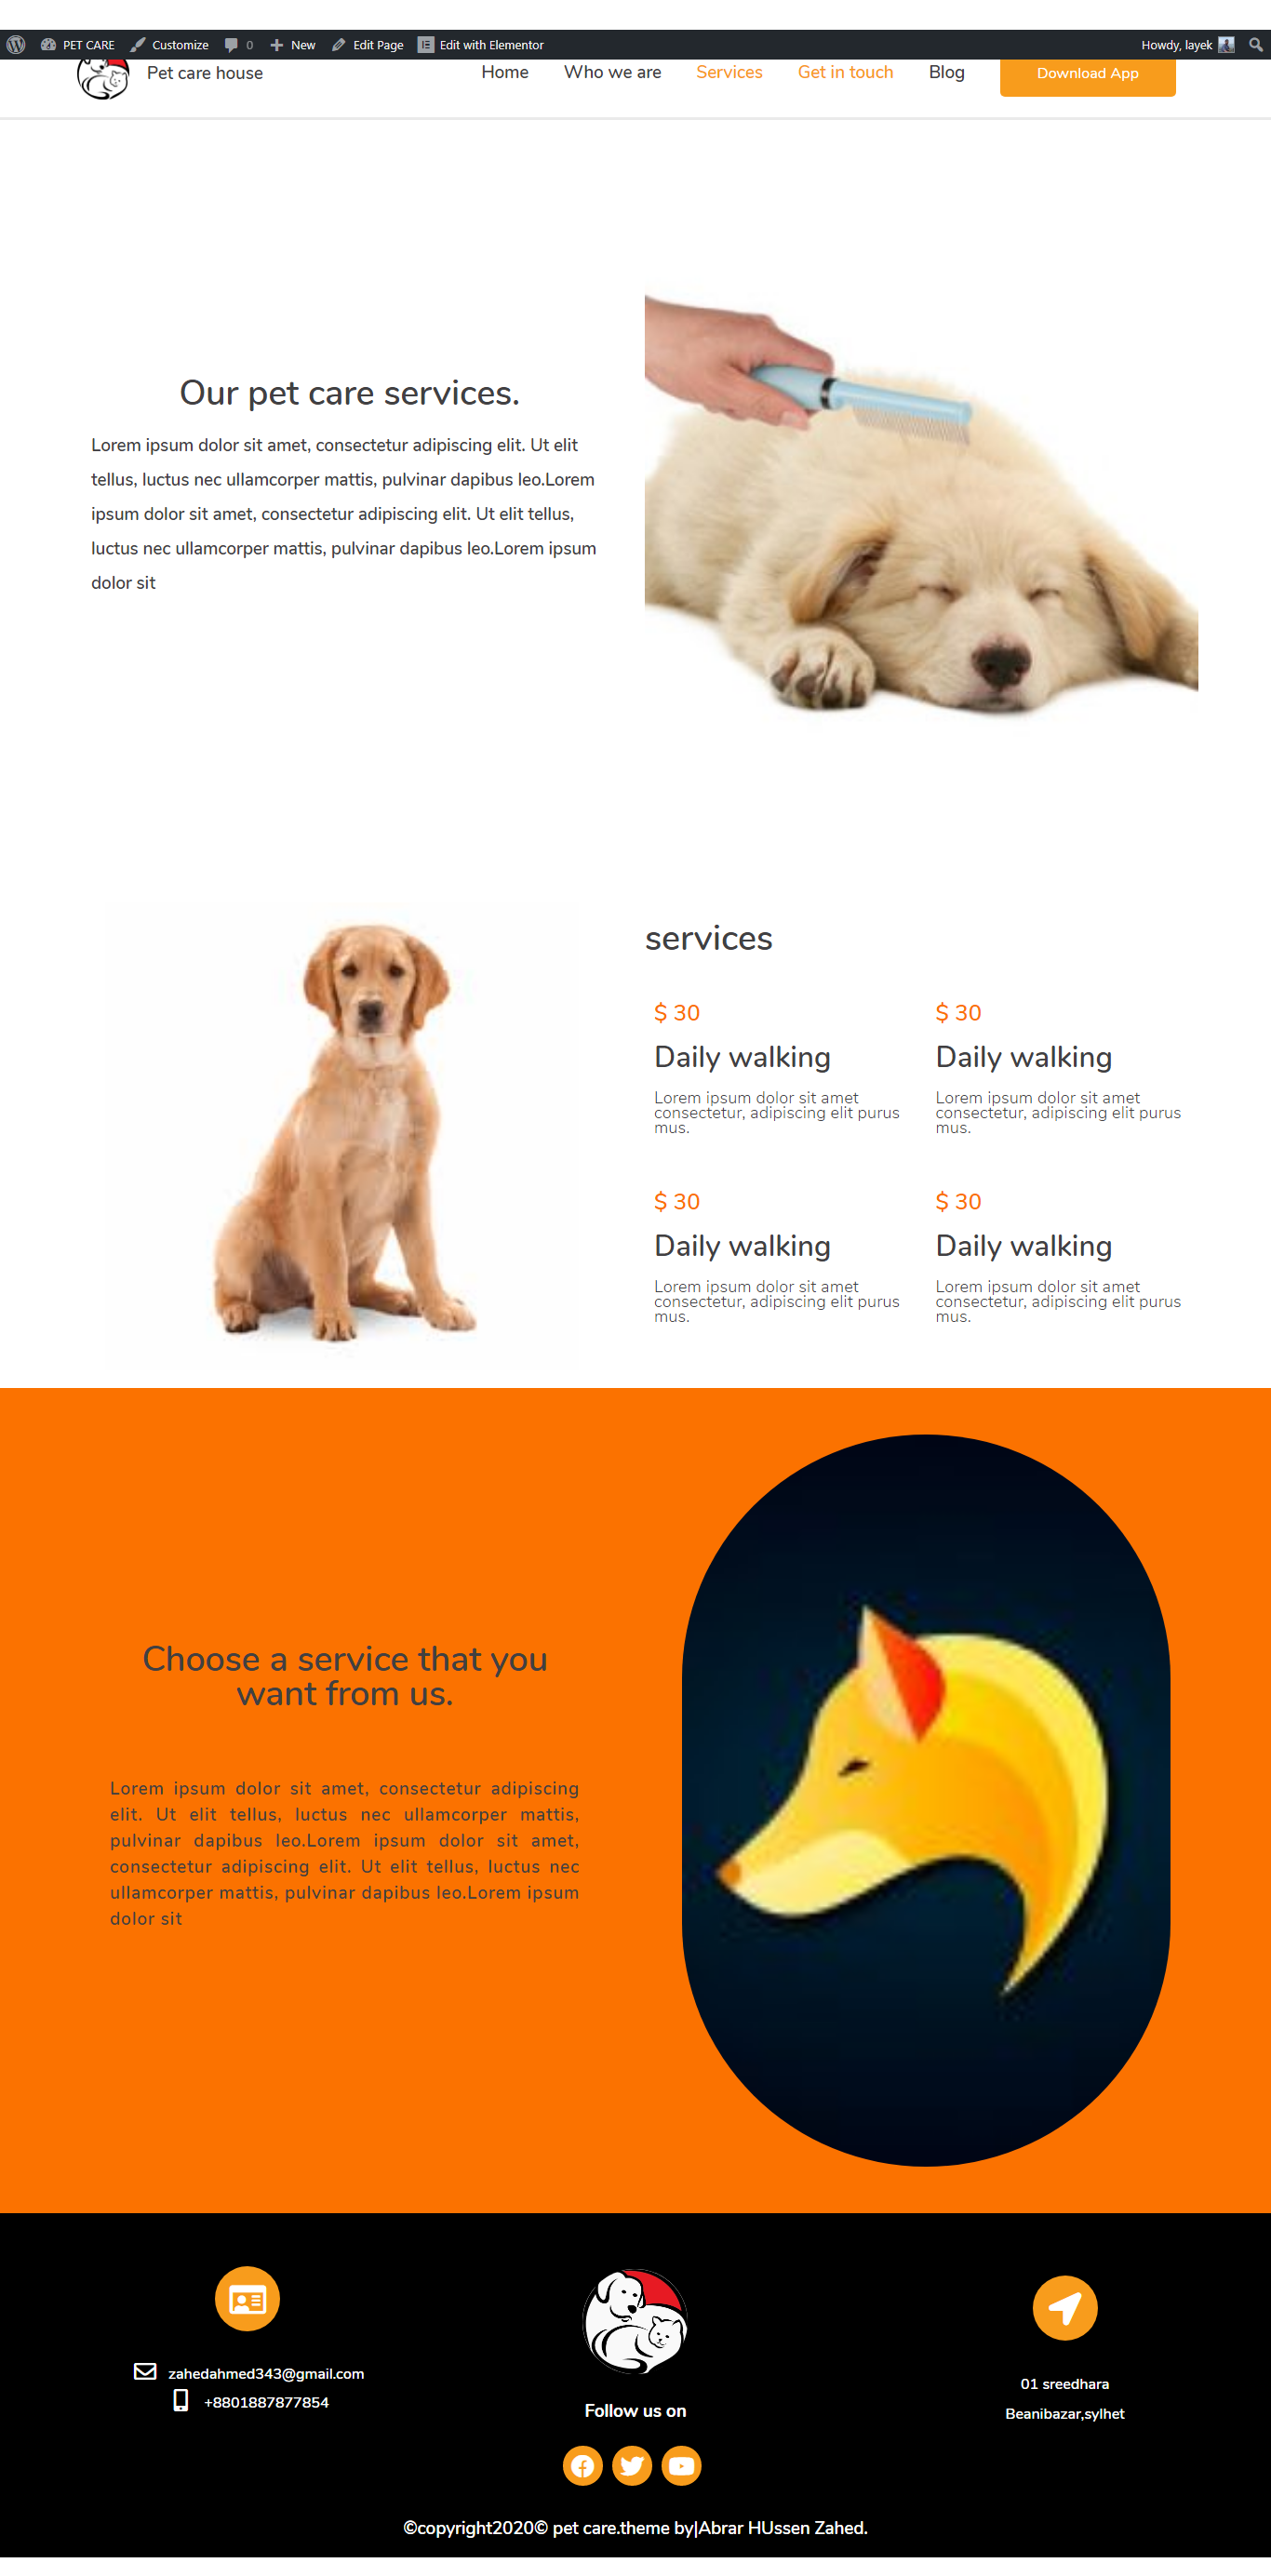 PET CARE Customize 0 New Edit Page Edit with Elementor Howdy, layek
Pet care house Home Who we are Services Get in touch Blog Download App
Our pet care services.
Lorem ipsum dolor sit amet, consectetur adipiscing elit. Ut elit
tellus, luctus nec ullamcorper mattis, pulvinar dapibus leo.Lorem
ipsum dolor sit amet, consectetur adipiscing elit. Ut elit tellus,
luctus nec ullamcorper mattis, pulvinar dapibus leo.Lorem ipsum
dolor sit
services
$ 30
Daily walking
Lorem ipsum dolor sit amet
consectetur, adipiscing elit purus
mus.
$ 30
Daily walking
Lorem ipsum dolor sit amet
consectetur, adipiscing elit purus
mus.
$ 30
Daily walking
Lorem ipsum dolor sit amet
consectetur, adipiscing elit purus
mus.
$ 30
Daily walking
Lorem ipsum dolor sit amet
consectetur, adipiscing elit purus
mus.
Choose a service that you
want from us.
Lorem ipsum dolor sit amet, consectetur adipiscing
elit. Ut elit tellus, luctus nec ullamcorper mattis,
pulvinar dapibus leo.Lorem ipsum dolor sit amet,
consectetur adipiscing elit. Ut elit tellus, luctus nec
ullamcorper mattis, pulvinar dapibus leo.Lorem ipsum
dolor sit
zahedahmed343@gmail.com
+8801887877854
Follow us on
01 sreedhara
Beanibazar,sylhet
©copyright2020© pet care.theme by|Abrar HUssen Zahed.